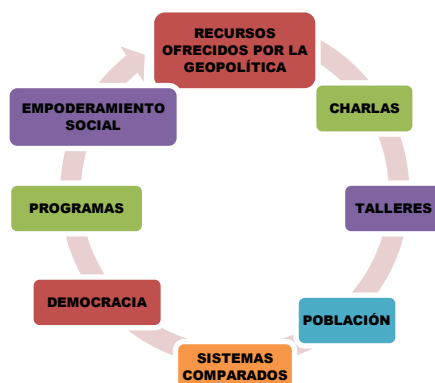 RECURSOS
OFRECIDOS POR LA
GEOPOLÍTICA
CHARLAS
TALLERES
POBLACIÓN
SISTEMAS
COMPARADOS
DEMOCRACIA
PROGRAMAS
EMPODERAMIENTO
SOCIAL